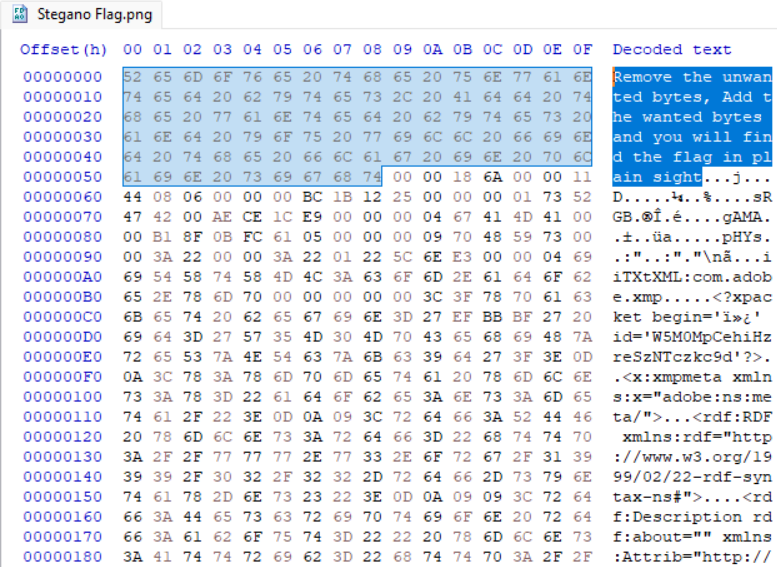 Stegano Flag.png
Offset(h) 00 01 02 03 04 05 06 07 08 09 0A 0B 0C 0D 0E 0F Decoded text
00000000 52 65 6D 6F 76 65 20 74 68 65 20 75 6E 77 61 6E Remove the unwan
00000010 74 65 64 20 62 79 74 65 73 2C 20 41 64 64 20 74 ted bytes, Add t
00000020 68 65 20 77 61 6E 74 65 64 20 62 79 74 65 73 20 he wanted bytes
00000030 61 6E 64 20 79 6F 75 20 77 69 6C 6C 20 66 69 6E and you will fin
00000040 64 20 74 68 65 20 66 6C 61 67 20 69 6E 20 70 6C d the flag in pl
00000050 61 69 6E 20 73 69 67 68 74 00 00 18 6A 00 00 11 ain sight...j...
00000060 44 08 06 00 00 00 BC 1B 12 25 00 00 00 01 73 52 D.....¼..%....sR
00000070 47 42 00 AE CE 1C E9 00 00 00 04 67 41 4D 41 00 GB.®Î.é....gAMA.
00000080 00 B1 8F 0B FC 61 05 00 00 00 09 70 48 59 73 00 .±..üa.....pHYs.
00000090 00 3A 22 00 00 3A 22 01 22 5C 6E E3 00 00 04 69 .:"..:"."\nã...i
000000A0 69 54 58 74 58 4D 4C 3A 63 6F 6D 2E 61 64 6F 62 iTXtXML:com.adob
000000B0 65 2E 78 6D 70 00 00 00 00 00 3C 3F 78 70 61 63 e.xmp.....<?xpac
000000C0 6B 65 74 20 62 65 67 69 6E 3D 27 EF BB BF 27 20 ket begin='ï»¿'
000000D0 69 64 3D 27 57 35 4D 30 4D 70 43 65 68 69 48 7A id='W5M0MpCehiHz
000000E0 72 65 53 7A 4E 54 63 7A 6B 63 39 64 27 3F 3E 0D reSzNTczkc9d'?>.
000000F0 0A 3C 78 3A 78 6D 70 6D 65 74 61 20 78 6D 6C 6E .<x:xmpmeta xmln
00000100 73 3A 78 3D 22 61 64 6F 62 65 3A 6E 73 3A 6D 65 s:x="adobe:ns:me
00000110 74 61 2F 22 3E 0D 0A 09 3C 72 64 66 3A 52 44 46 ta/">...<rdf:RDF
00000120 20 78 6D 6C 6E 73 3A 72 64 66 3D 22 68 74 74 70 xmlns:rdf="http
00000130 3A 2F 2F 77 77 77 2E 77 33 2E 6F 72 67 2F 31 39 ://www.w3.org/19
00000140 39 39 2F 30 32 2F 32 32 2D 72 64 66 2D 73 79 6E 99/02/22-rdf-syn
00000150 74 61 78 2D 6E 73 23 22 3E 0D 0A 09 09 3C 72 64 tax-ns#">....<rd
00000160 66 3A 44 65 73 63 72 69 70 74 69 6F 6E 20 72 64 f:Description rd
00000170 66 3A 61 62 6F 75 74 3D 22 22 20 78 6D 6C 6E 73 f:about="" xmlns
00000180 3A 41 74 74 72 69 62 3D 22 68 74 74 70 3A 2F 2F :Attrib="http://